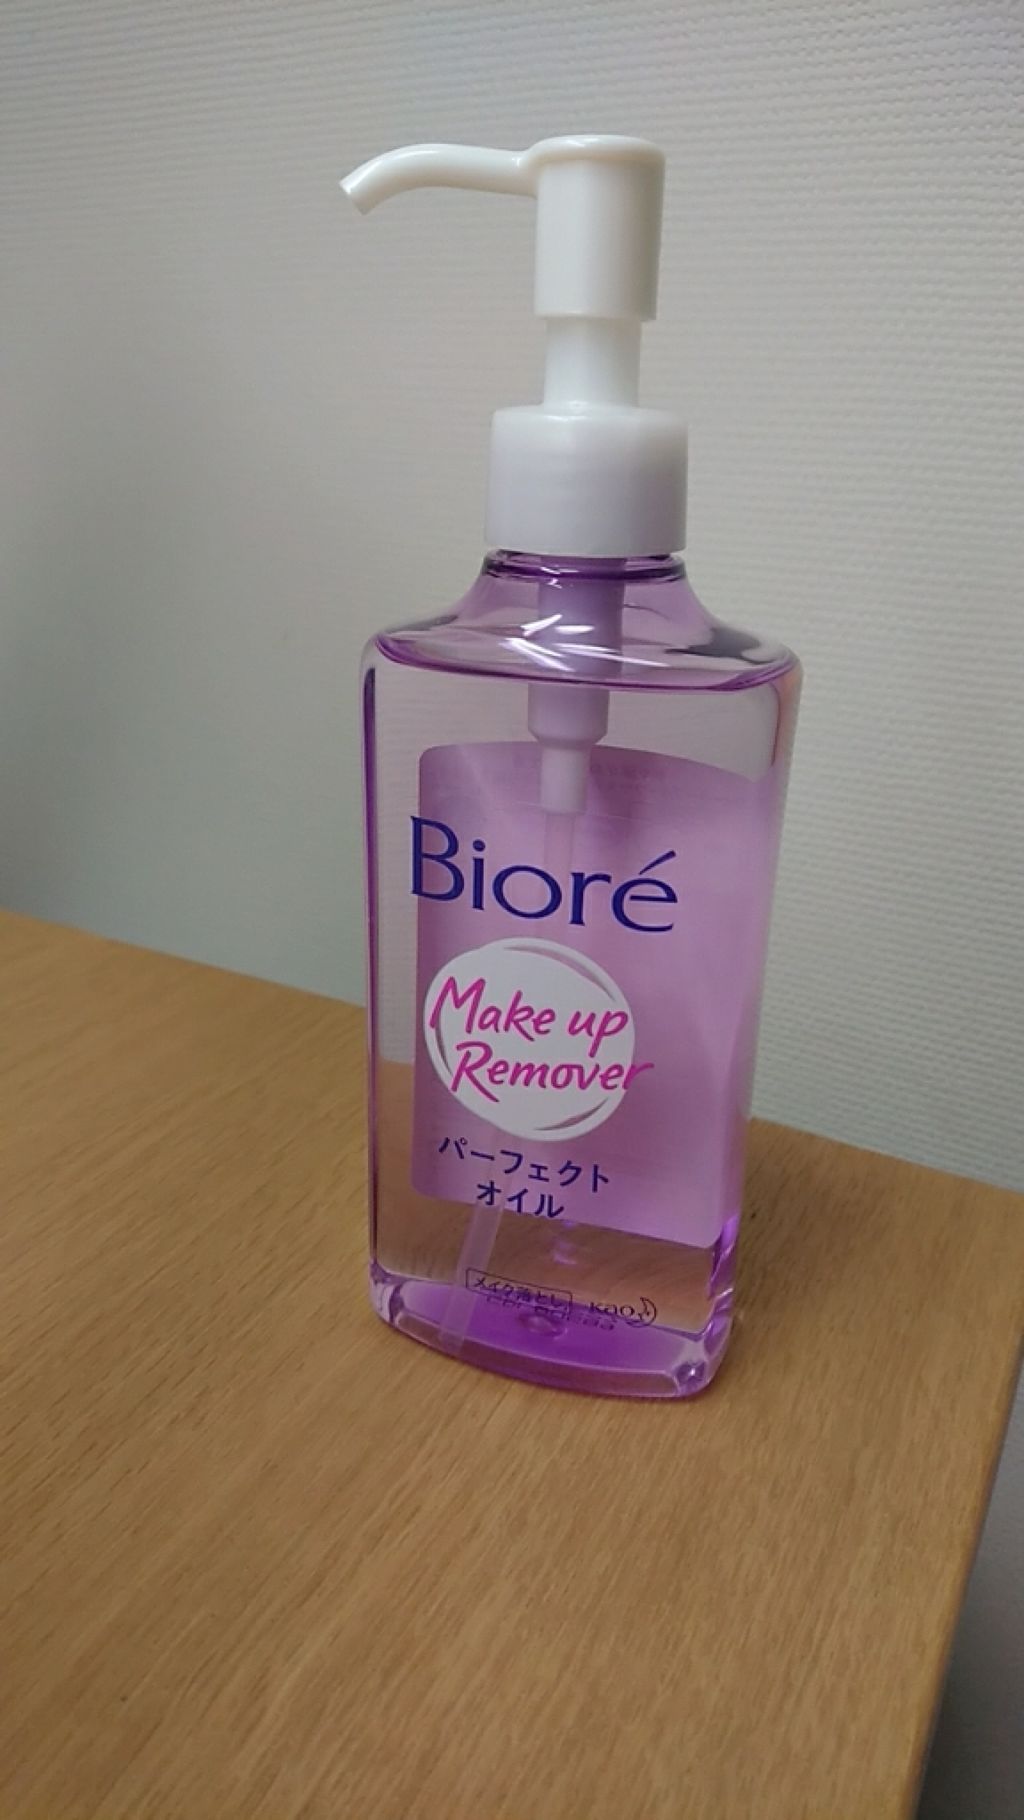 Bioré
Make up
Remover
パーフェクト
オイル
メイク落とし kao